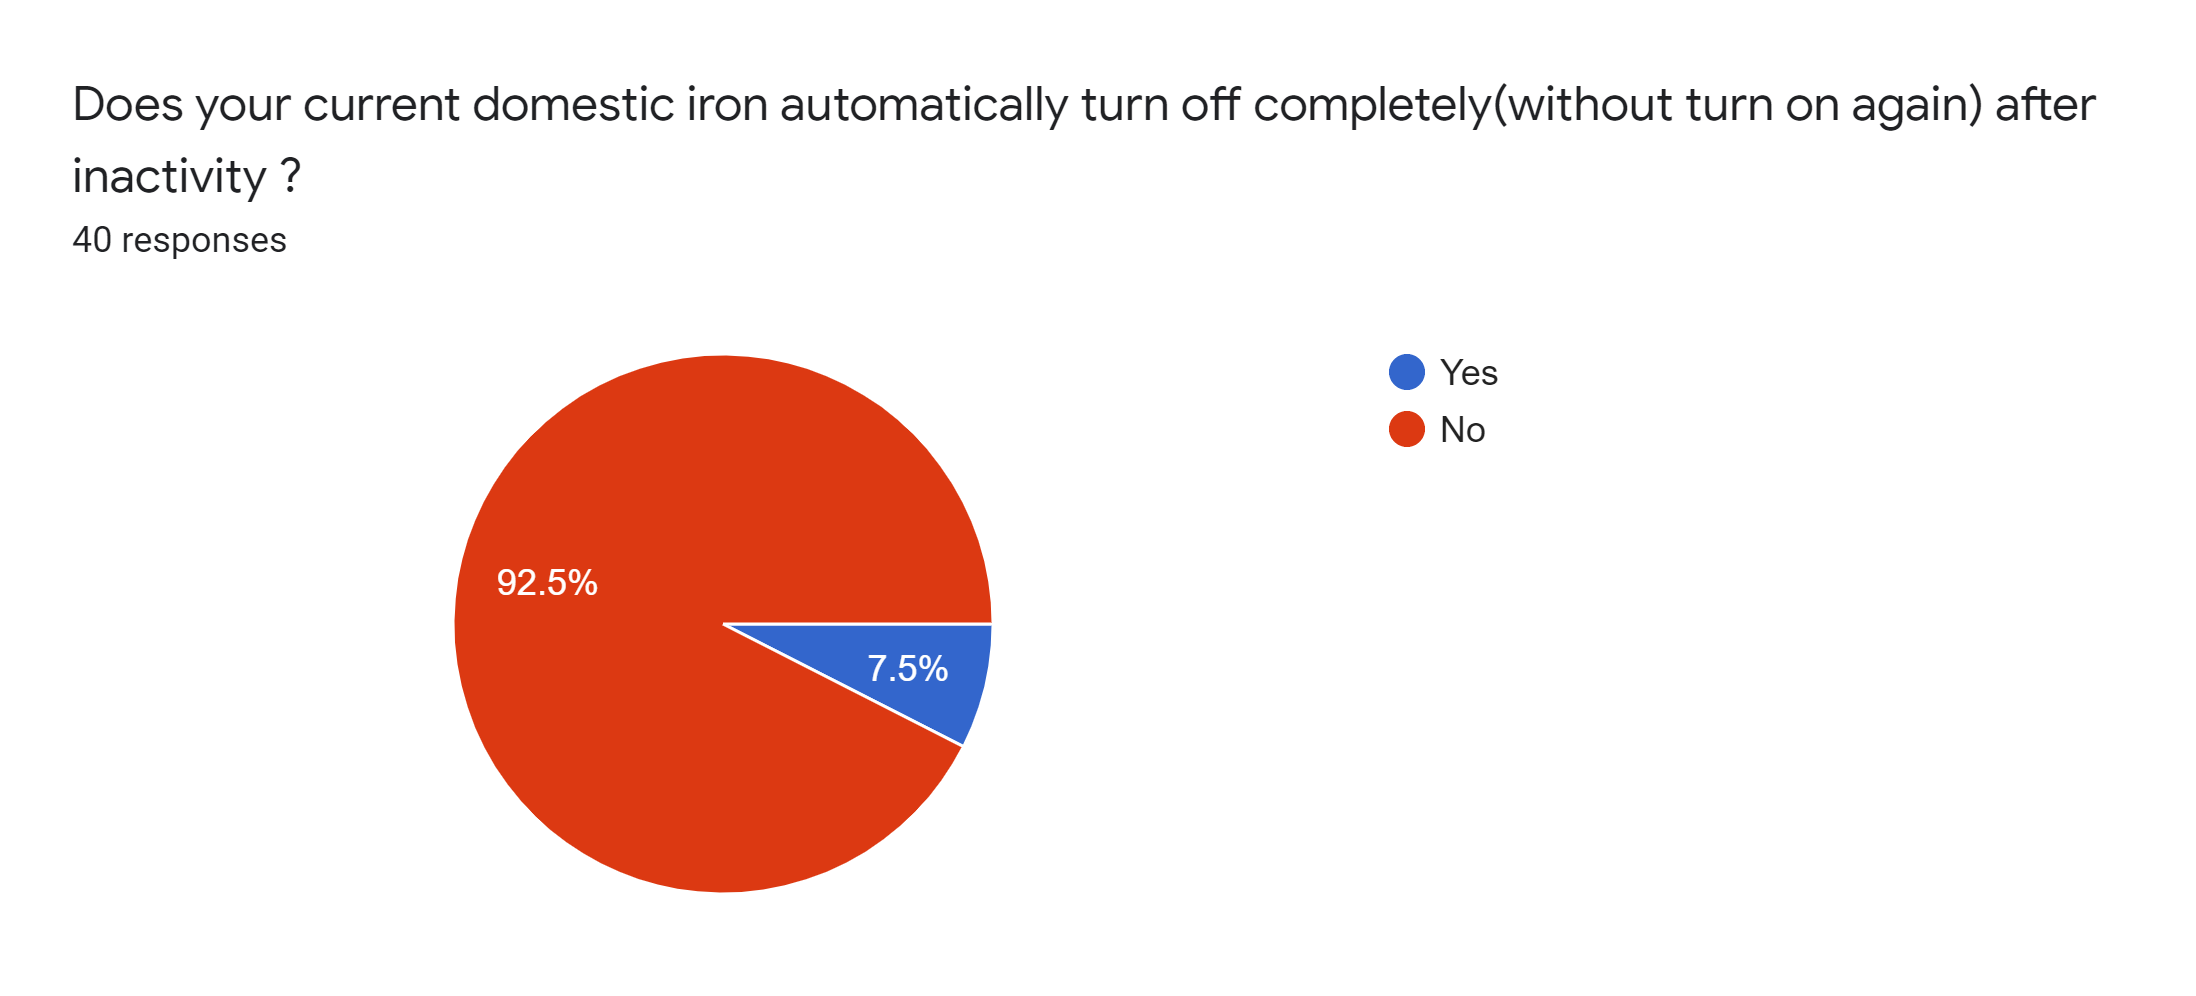 Does your current domestic iron automatically turn off completely(without turn on again) after
inactivity ?
40 responses
Yes
No
92.5%
7.5%